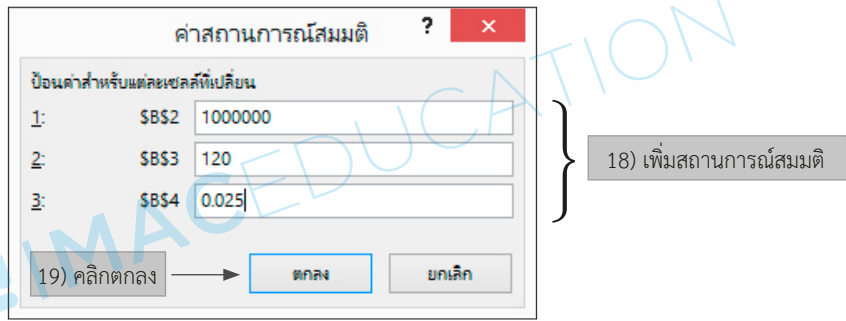 ค่าสถานการณ์สมมติ ? ×
ป้อนค่าสำหรับแต่ละเซลล์ที่เปลี่ยน
1: $B$2 1000000
2: $B$3 120
3: $B$4 0.025
18) เพิ่มสถานการณ์สมมติ
19) คลิกตกลง
ตกลง ยกเลิก
IMACEDUCATION